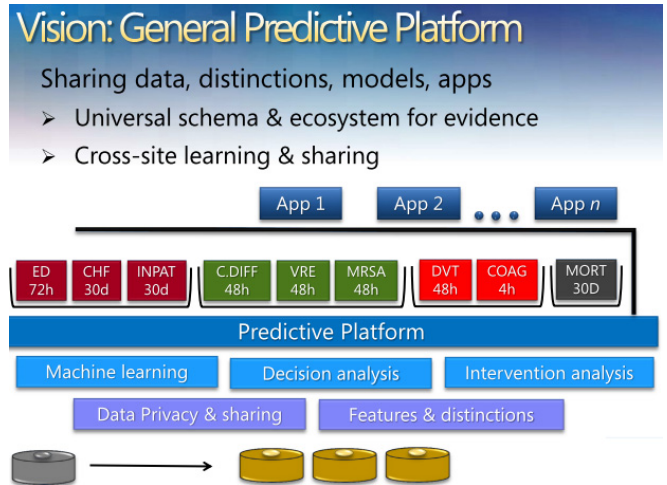 Vision: General Predictive Platform
Sharing data, distinctions, models, apps
➤ Universal schema & ecosystem for evidence
➤ Cross-site learning & sharing
App 1
App 2
App n
ED
72h
CHF
30d
INPAT
30d
C.DIFF
48h
VRE
48h
MRSA
48h
DVT
48h
COAG
4h
MORT
30D
Predictive Platform
Machine learning
Decision analysis
Intervention analysis
Data Privacy & sharing
Features & distinctions